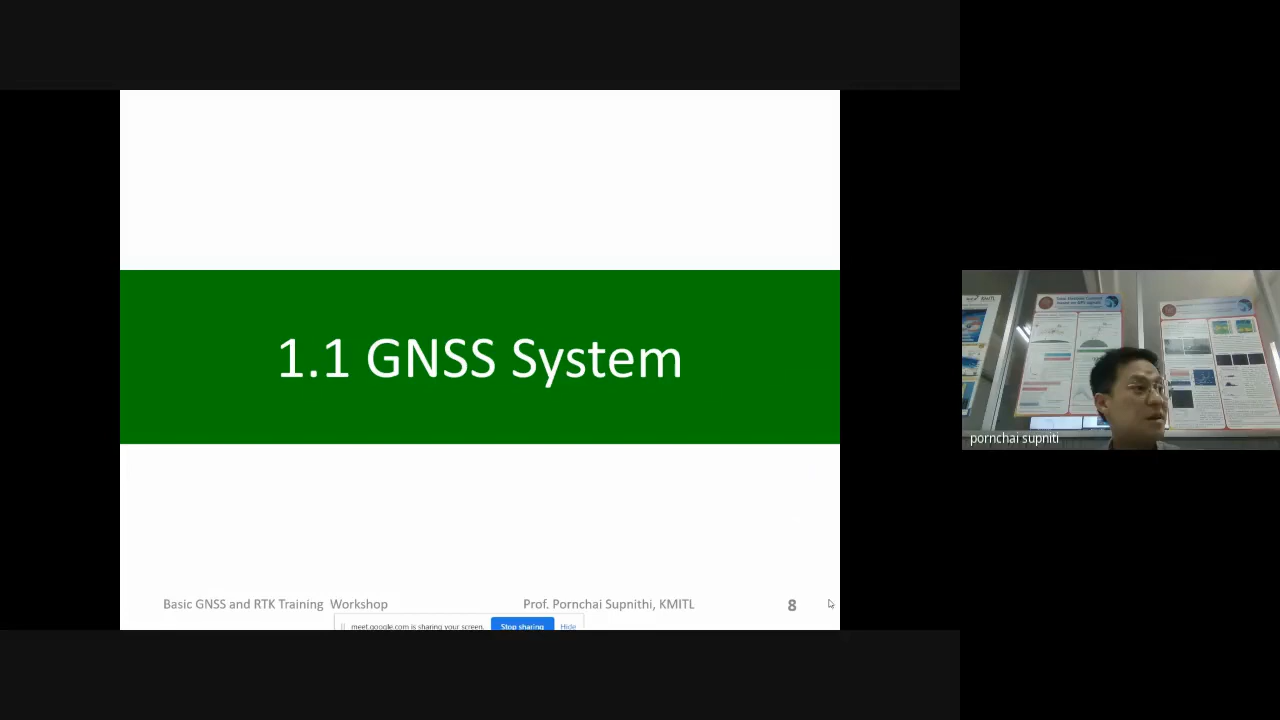 1.1 GNSS System
Basic GNSS and RTK Training Workshop
Prof. Pornchai Supnithi, KMITL
8
meet.google.com is sharing your screen.
Stop sharing
Hide
pornchai supniti